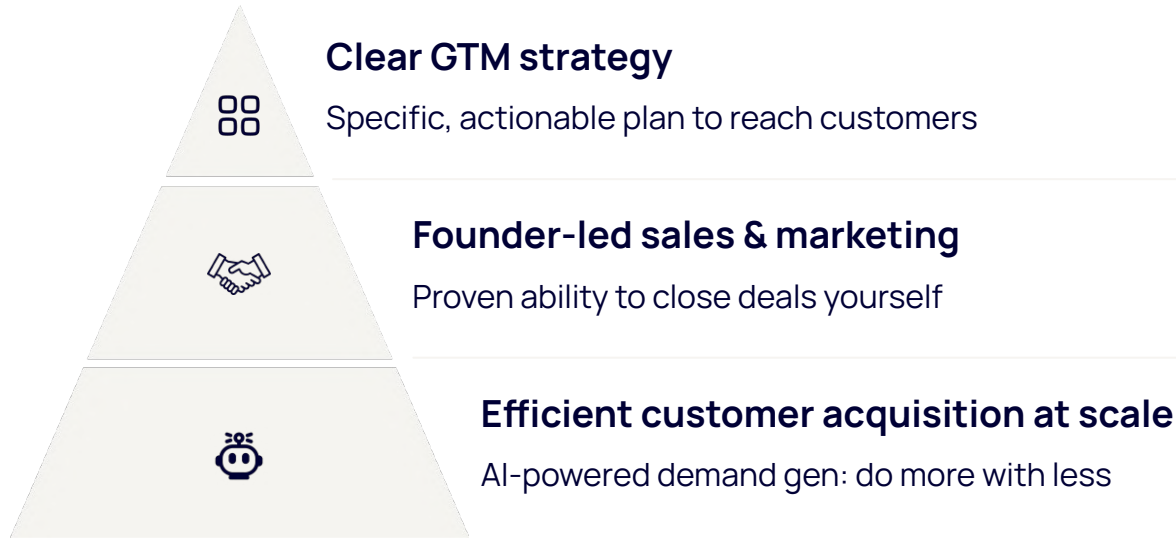 Clear GTM strategy
Specific, actionable plan to reach customers
Founder-led sales & marketing
Proven ability to close deals yourself
Efficient customer acquisition at scale
AI-powered demand gen: do more with less